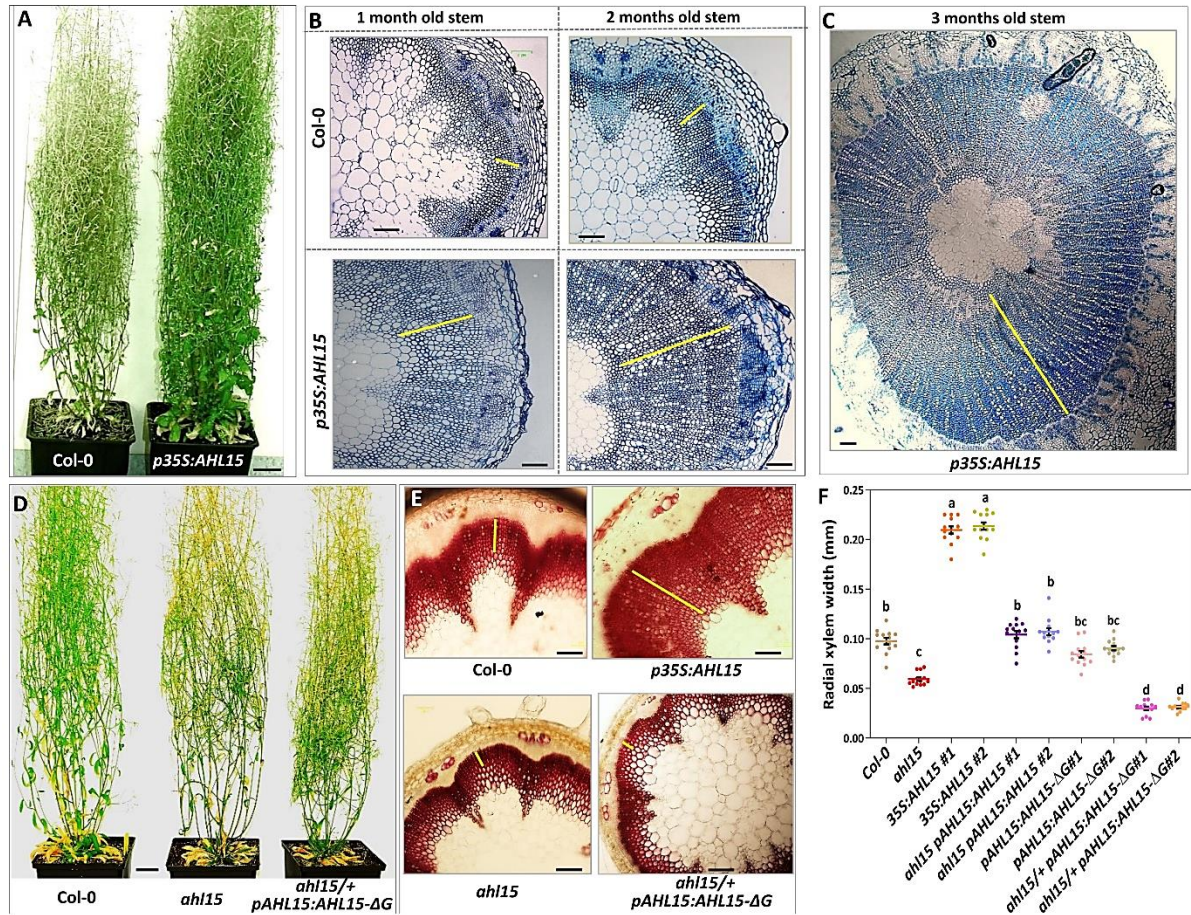 A
Col-0
p35S:AHL15
B
1 month old stem
2 months old stem
Col-0
p35S:AHL15
C
3 months old stem
p35S:AHL15
D
Col-0
ahl15
ahl15/+
pAHL15:AHL15-ΔG
E
Col-0
p35S:AHL15
ahl15
ahl15/+
pAHL15:AHL15-ΔG
F
Radial xylem width (mm)
0.25
0.20
0.15
0.10
0.05
0.00
b
c
a
a
b
b
bc
bc
d
d
Col-0
ahl15
35S:AHL15 #1
35S:AHL15 #2
ahl15 pAHL15:AHL15 #1
ahl15 pAHL15:AHL15 #2
pAHL15:AHL15-ΔG#1
pAHL15:AHL15-ΔG#2
ahl15/+ pAHL15:AHL15-ΔG#1
ahl15/+ pAHL15:AHL15-ΔG#2